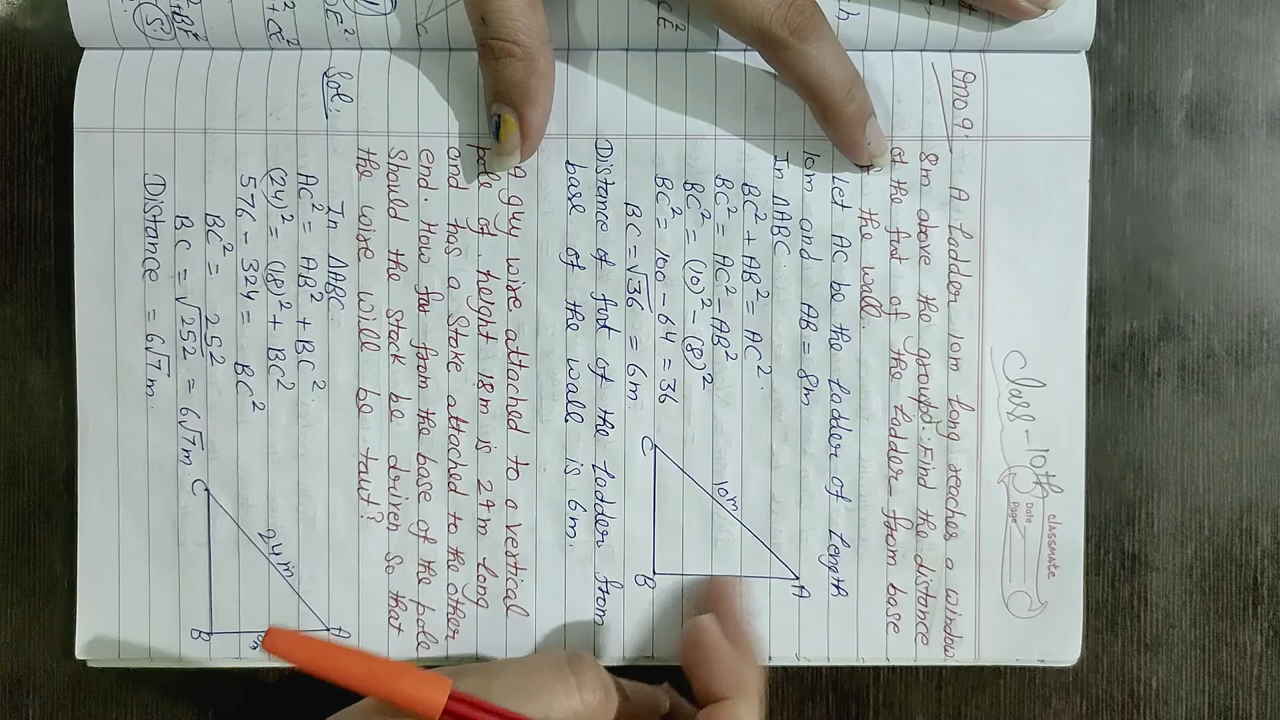 classmate
Date
Page
Class - 10th
Qno 9. A ladder 10m long reaches a window
8m above the ground. Find the distance
of the fut of the ladder from base
of the wall.
Let AC be the ladder of length
10m and AB = 8m
In ΔABC.
BC² + AB² = AC².
BC² = AC² - AB²
BC² = (10)² - (8)²
BC² = 100 - 64 = 36
BC = √36 = 6m.
A
10m
C
B
Distance of fut of the ladder from
base of the wall is 6m.
A guy wire attached to a vertical
pole of height 18m is 24m long
and has a stake attached to the other
end. How far from the base of the pole
should the stack be driven so that
the wire will be taut?
Sol:
In ΔABC.
AC² = AB² + BC².
(24)² = (18)² + BC²
576 - 324 = BC²
BC² = 252
BC = √252 = 6√7 m
Distance = 6√7 m.
A
24m
C
B